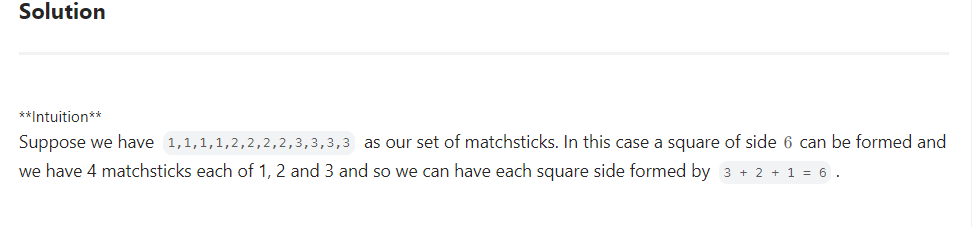 Solution
**Intuition**
Suppose we have 1,1,1,1,2,2,2,2,3,3,3,3 as our set of matchsticks. In this case a square of side 6 can be formed and
we have 4 matchsticks each of 1, 2 and 3 and so we can have each square side formed by 3 + 2 + 1 = 6 .